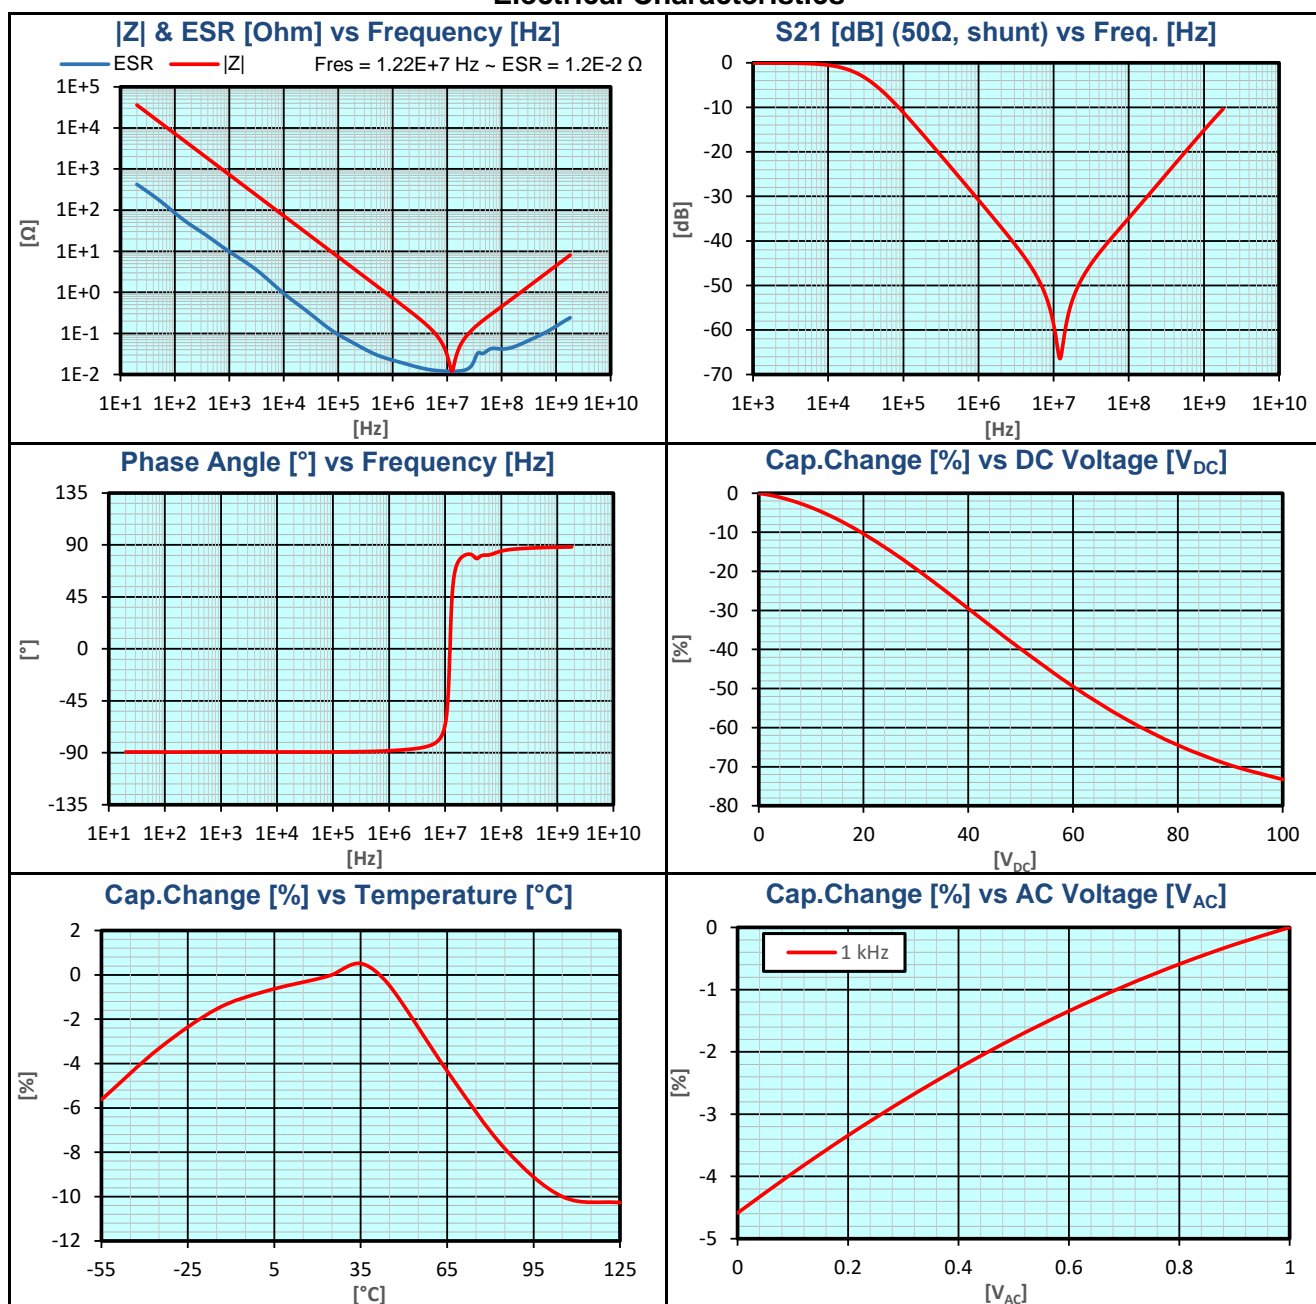 Electrical Characteristics
|Z| & ESR [Ohm] vs Frequency [Hz]
ESR |Z| Fres = 1.22E+7 Hz ~ ESR = 1.2E-2 Ω
1E+5
1E+4
1E+3
1E+2
1E+1
1E+0
1E-1
1E-2
[Ω]
1E+1 1E+2 1E+3 1E+4 1E+5 1E+6 1E+7 1E+8 1E+9 1E+10
[Hz]
S21 [dB] (50Ω, shunt) vs Freq. [Hz]
0
-10
-20
-30
-40
-50
-60
-70
[dB]
1E+3 1E+4 1E+5 1E+6 1E+7 1E+8 1E+9 1E+10
[Hz]
Phase Angle [°] vs Frequency [Hz]
135
90
45
0
-45
-90
-135
[°]
1E+1 1E+2 1E+3 1E+4 1E+5 1E+6 1E+7 1E+8 1E+9 1E+10
[Hz]
Cap.Change [%] vs DC Voltage [VDC]
0
-10
-20
-30
-40
-50
-60
-70
-80
[%]
0 20 40 60 80 100
[VDC]
Cap.Change [%] vs Temperature [°C]
2
0
-2
-4
-6
-8
-10
-12
[%]
-55 -25 5 35 65 95 125
[°C]
Cap.Change [%] vs AC Voltage [VAC]
1 kHz
0
-1
-2
-3
-4
-5
[%]
0 0.2 0.4 0.6 0.8 1
[VAC]